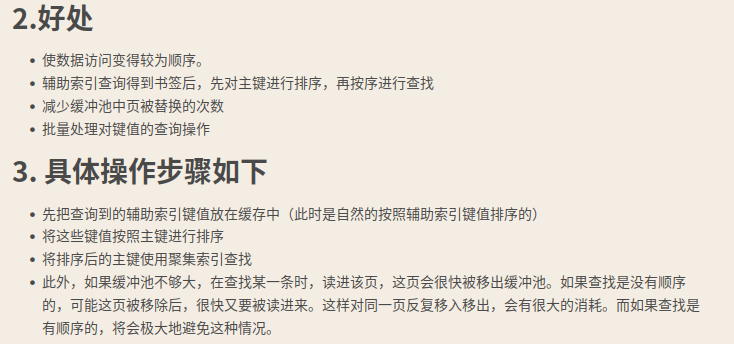 2.好处
使数据访问变得较为顺序。
辅助索引查询得到书签后，先对主键进行排序，再按序进行查找
减少缓冲池中页被替换的次数
批量处理对键值的查询操作
3. 具体操作步骤如下
先把查询到的辅助索引键值放在缓存中（此时是自然的按照辅助索引键值排序的）
将这些键值按照主键进行排序
将排序后的主键使用聚集索引查找
此外，如果缓冲池不够大，在查找某一条时，读进该页，这页会很快被移出缓冲池。如果查找是没有顺序
的，可能这页被移除后，很快又要被读进来。这样对同一页反复移入移出，会有很大的消耗。而如果查找是
有顺序的，将会极大地避免这种情况。